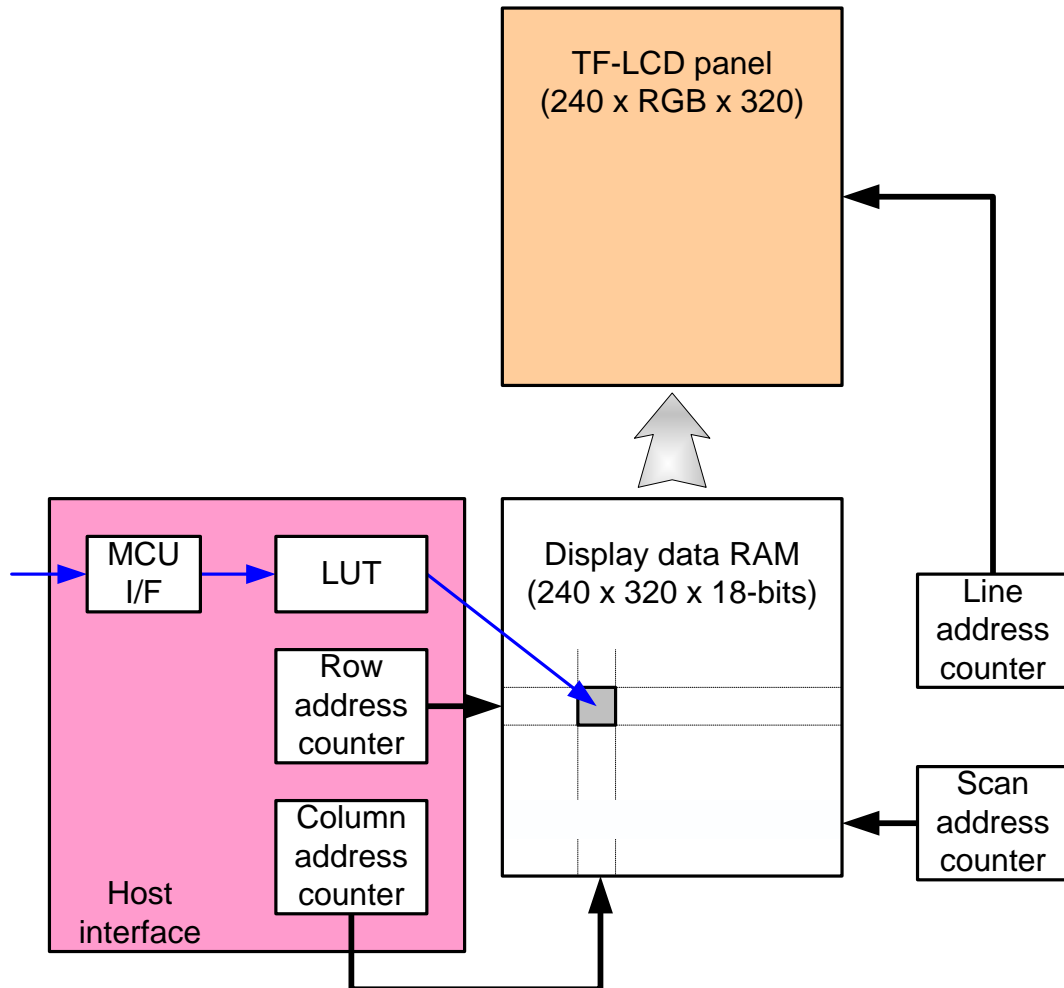 TF-LCD panel
(240 x RGB x 320)
MCU
I/F
LUT
Display data RAM
(240 x 320 x 18-bits)
Line
address
counter
Row
address
counter
Scan
address
counter
Column
address
counter
Host
interface